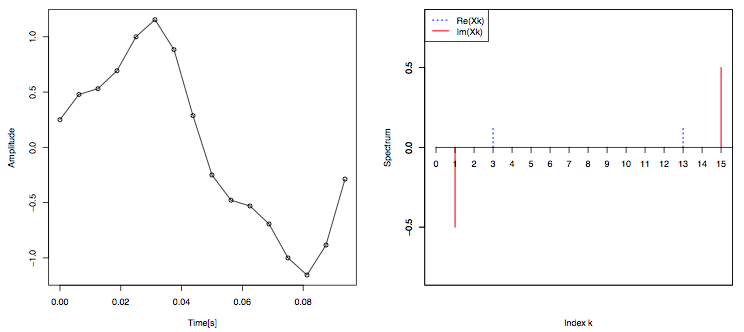 Amplitude
1.0
0.5
0.0
−0.5
−1.0
0.00 0.02 0.04 0.06 0.08
Time[s]
Re(Xk)
Im(Xk)
Spectrum
0.5
0.0
−0.5
0 1 2 3 4 5 6 7 8 9 10 11 12 13 14 15
Index k